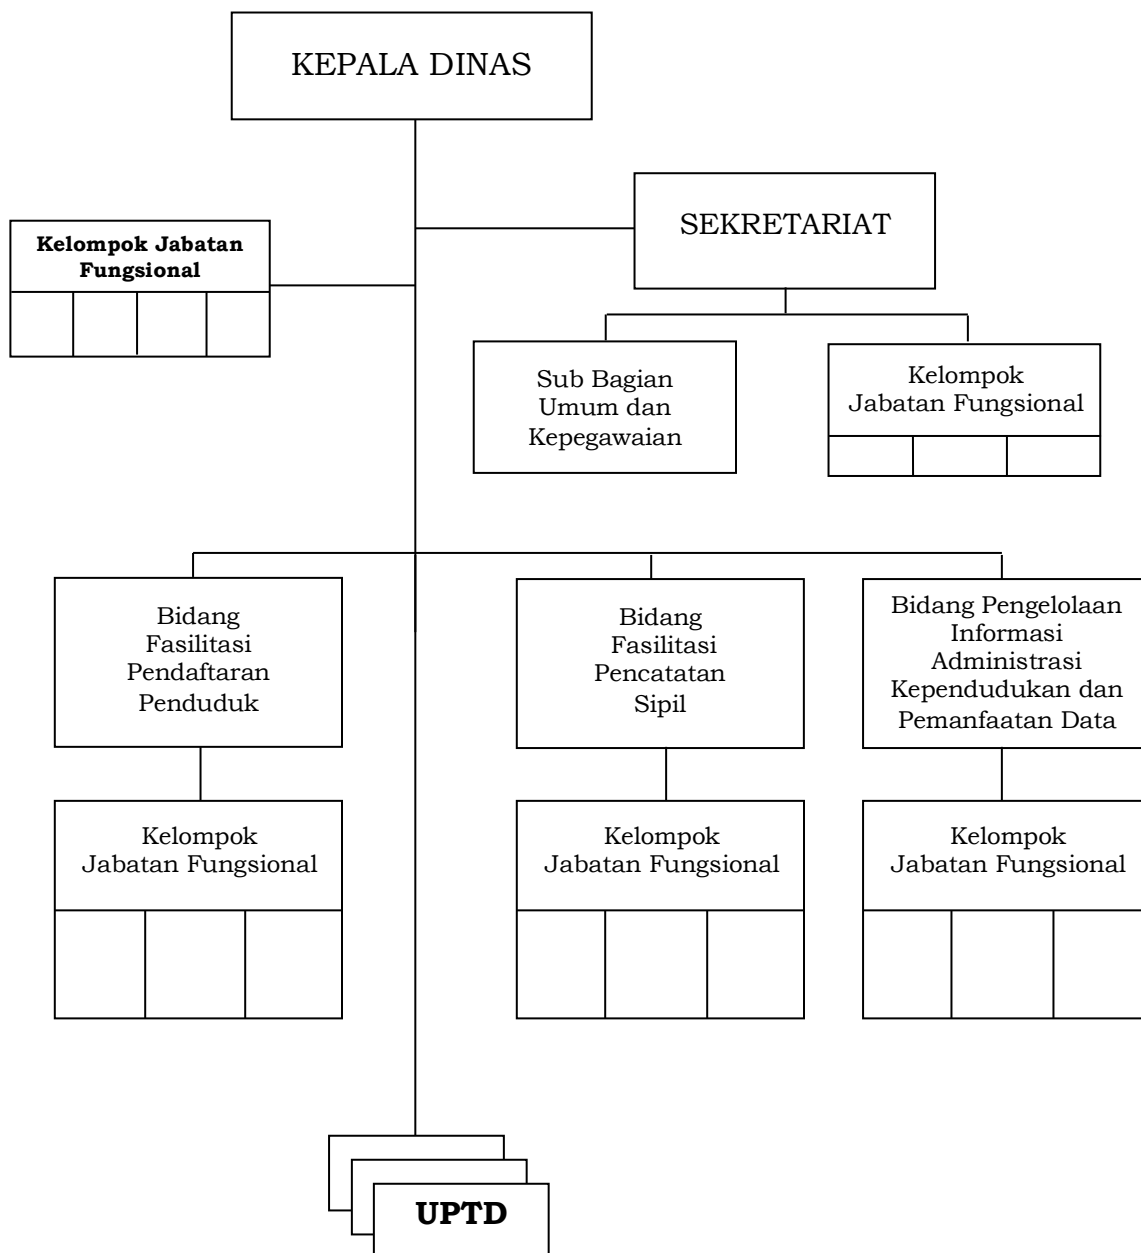 KEPALA DINAS
SEKRETARIAT
Kelompok Jabatan
Fungsional
Sub Bagian
Umum dan
Kepegawaian
Kelompok
Jabatan Fungsional
Bidang
Fasilitasi
Pendaftaran
Penduduk
Bidang
Fasilitasi
Pencatatan
Sipil
Bidang Pengelolaan
Informasi
Administrasi
Kependudukan dan
Pemanfaatan Data
Kelompok
Jabatan Fungsional
Kelompok
Jabatan Fungsional
Kelompok
Jabatan Fungsional
UPTD